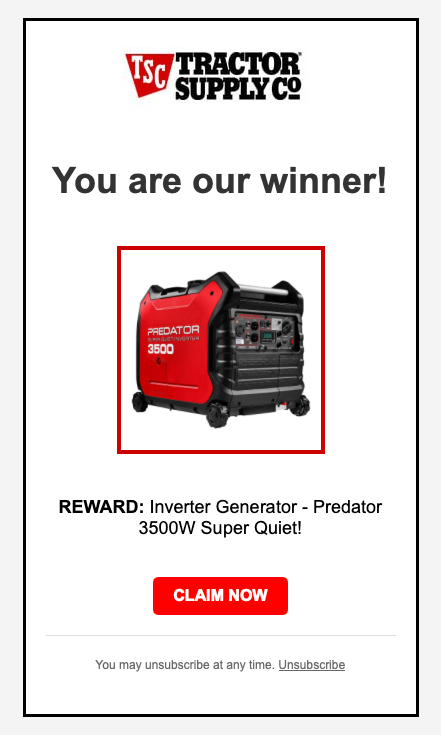 TSC TRACTOR
SUPPLY CO
You are our winner!
PREDATOR
3500
REWARD: Inverter Generator - Predator
3500W Super Quiet!
CLAIM NOW
You may unsubscribe at any time. Unsubscribe